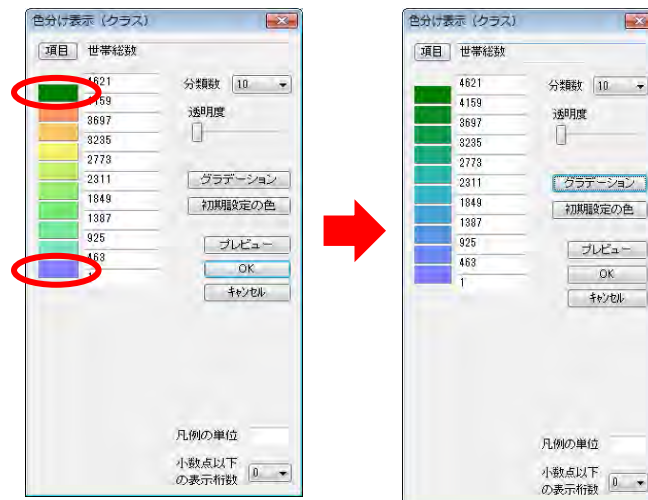 色分け表示（クラス）
項目 世帯総数
4621
4159
3697
3235
2773
2311
1849
1387
925
463
分類数 10
透明度
グラデーション
初期設定の色
プレビュー
OK
キャンセル
凡例の単位
小数点以下
の表示桁数 0
色分け表示（クラス）
項目 世帯総数
4621
4159
3697
3235
2773
2311
1849
1387
925
463
1
分類数 10
透明度
グラデーション
初期設定の色
プレビュー
OK
キャンセル
凡例の単位
小数点以下
の表示桁数 0